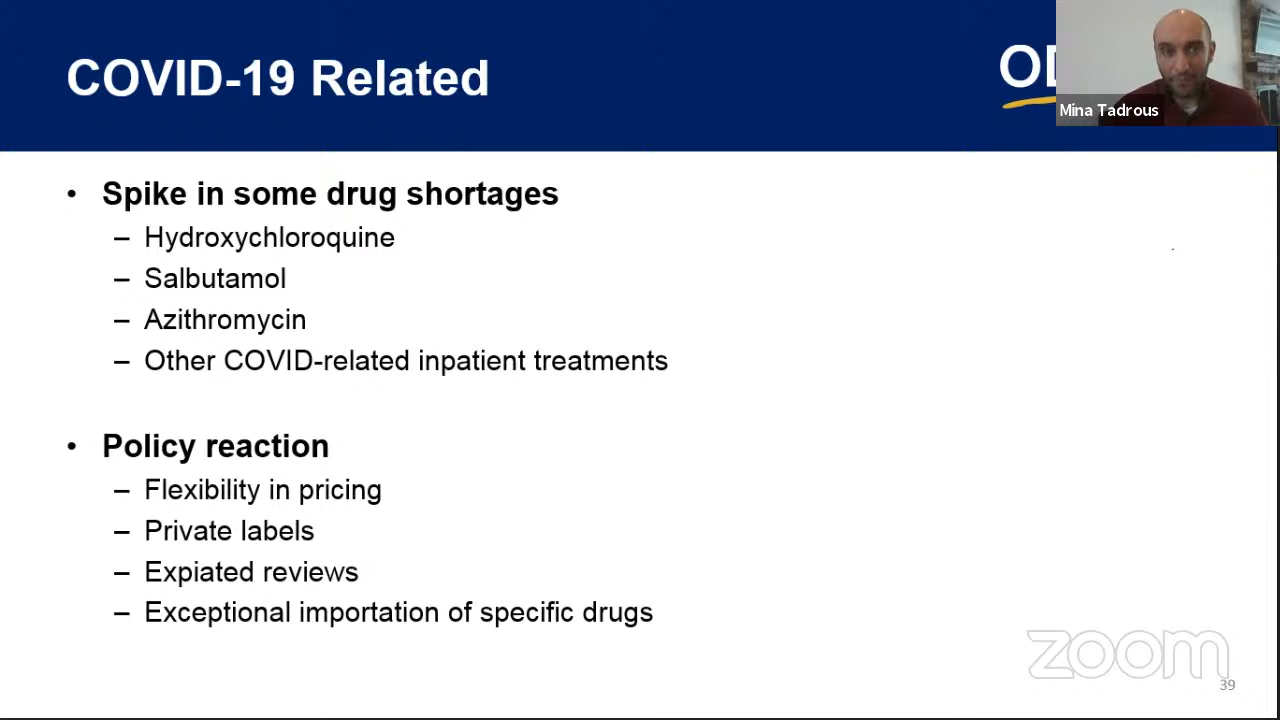 COVID-19 Related
Mina Tadrous
• Spike in some drug shortages
– Hydroxychloroquine
– Salbutamol
– Azithromycin
– Other COVID-related inpatient treatments
• Policy reaction
– Flexibility in pricing
– Private labels
– Expiated reviews
– Exceptional importation of specific drugs
zoom
39